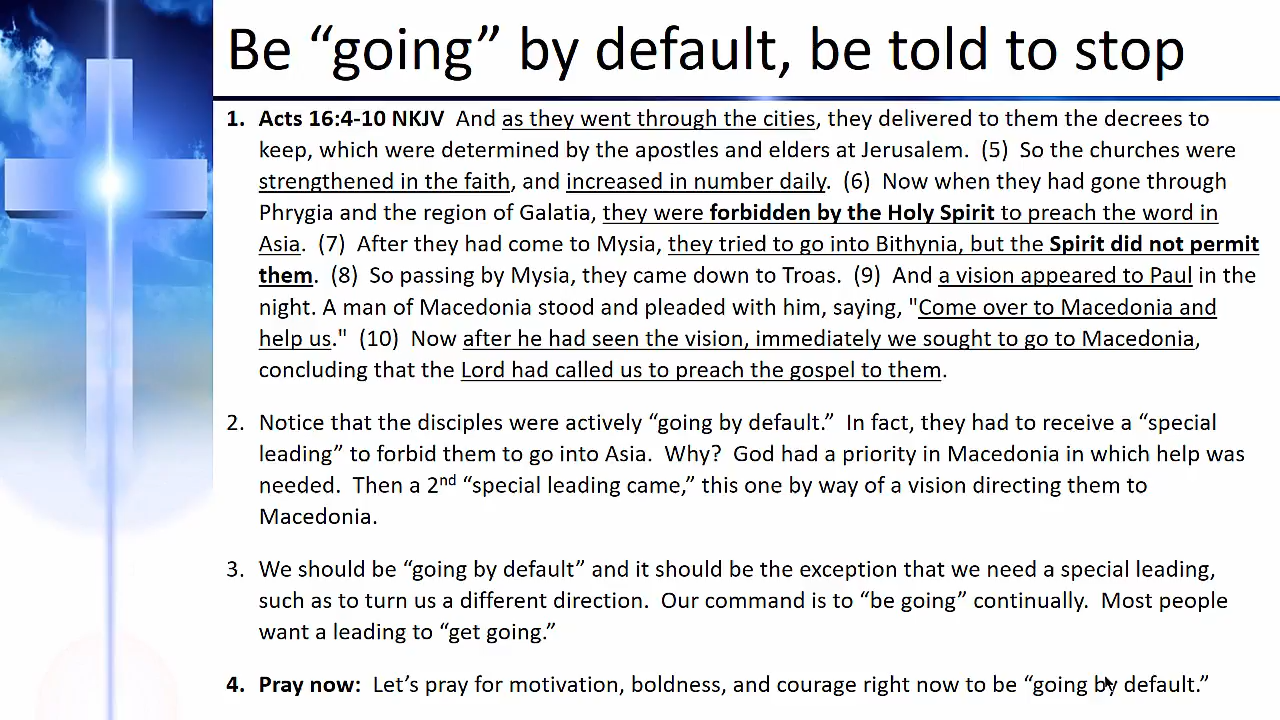 Be “going” by default, be told to stop
1. Acts 16:4-10 NKJV And as they went through the cities, they delivered to them the decrees to
keep, which were determined by the apostles and elders at Jerusalem. (5) So the churches were
strengthened in the faith, and increased in number daily. (6) Now when they had gone through
Phrygia and the region of Galatia, they were forbidden by the Holy Spirit to preach the word in
Asia. (7) After they had come to Mysia, they tried to go into Bithynia, but the Spirit did not permit
them. (8) So passing by Mysia, they came down to Troas. (9) And a vision appeared to Paul in the
night. A man of Macedonia stood and pleaded with him, saying, "Come over to Macedonia and
help us." (10) Now after he had seen the vision, immediately we sought to go to Macedonia,
concluding that the Lord had called us to preach the gospel to them.
2. Notice that the disciples were actively “going by default.” In fact, they had to receive a “special
leading” to forbid them to go into Asia. Why? God had a priority in Macedonia in which help was
needed. Then a 2nd “special leading came,” this one by way of a vision directing them to
Macedonia.
3. We should be “going by default” and it should be the exception that we need a special leading,
such as to turn us a different direction. Our command is to “be going” continually. Most people
want a leading to “get going.”
4. Pray now: Let’s pray for motivation, boldness, and courage right now to be “going by default.”